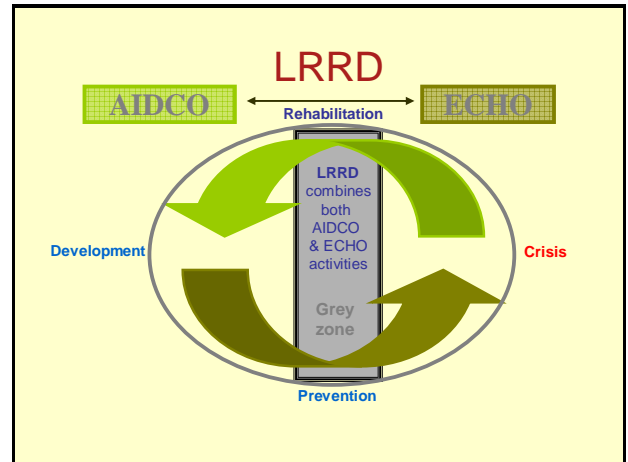 LRRD
AIDCO
ECHO
Rehabilitation
LRRD
combines
both
AIDCO
& ECHO
activities
Development
Crisis
Grey
zone
Prevention